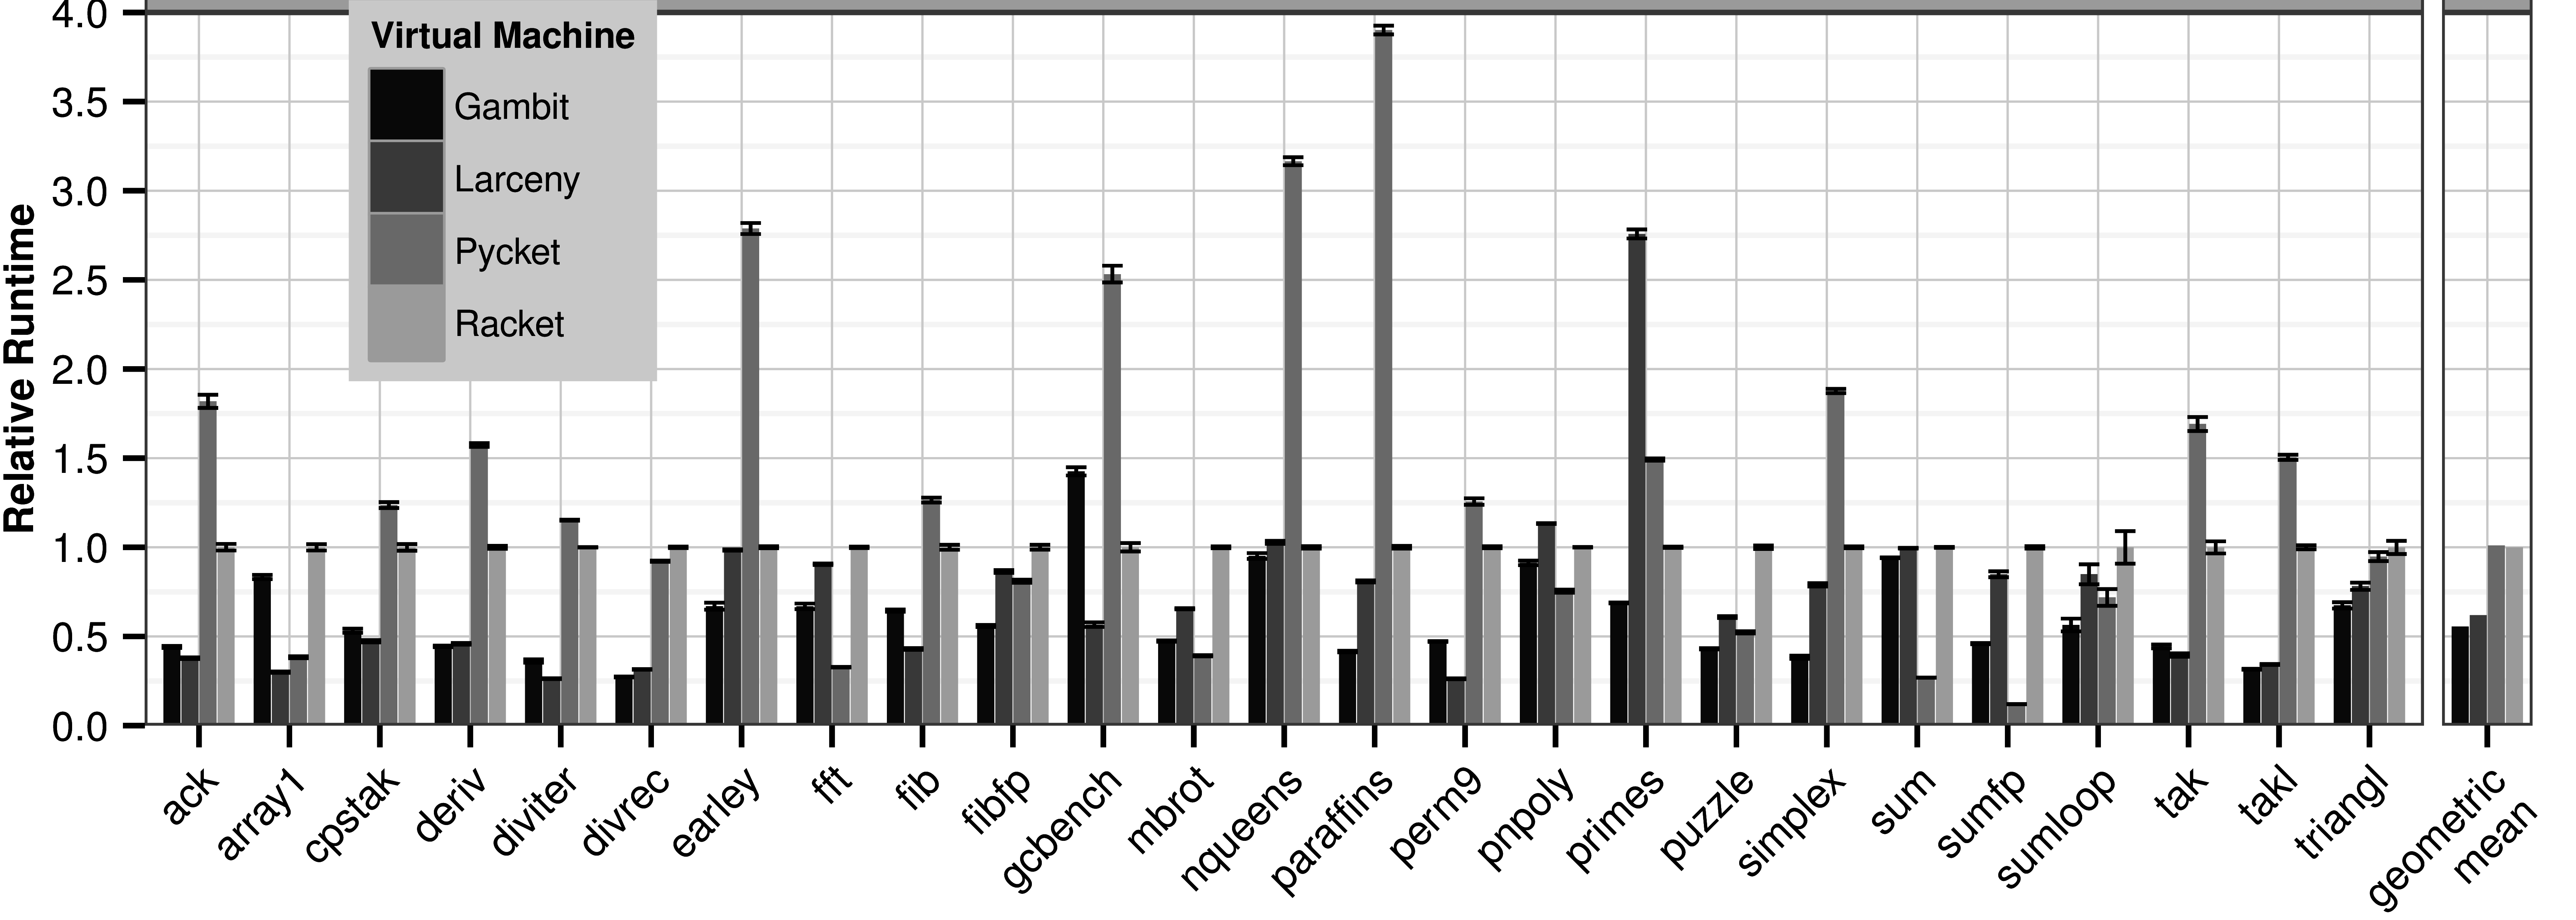 Relative Runtime
4.0
3.5
3.0
2.5
2.0
1.5
1.0
0.5
0.0
Virtual Machine
Gambit
Larceny
Pycket
Racket
ack
array1
cpstak
deriv
diviter
divrec
earley
fft
fib
fibfp
gcbench
mbrot
nqueens
paraffins
perm9
pnpoly
primes
puzzle
simplex
sum
sumfp
sumloop
tak
takl
triangl
geometric
mean